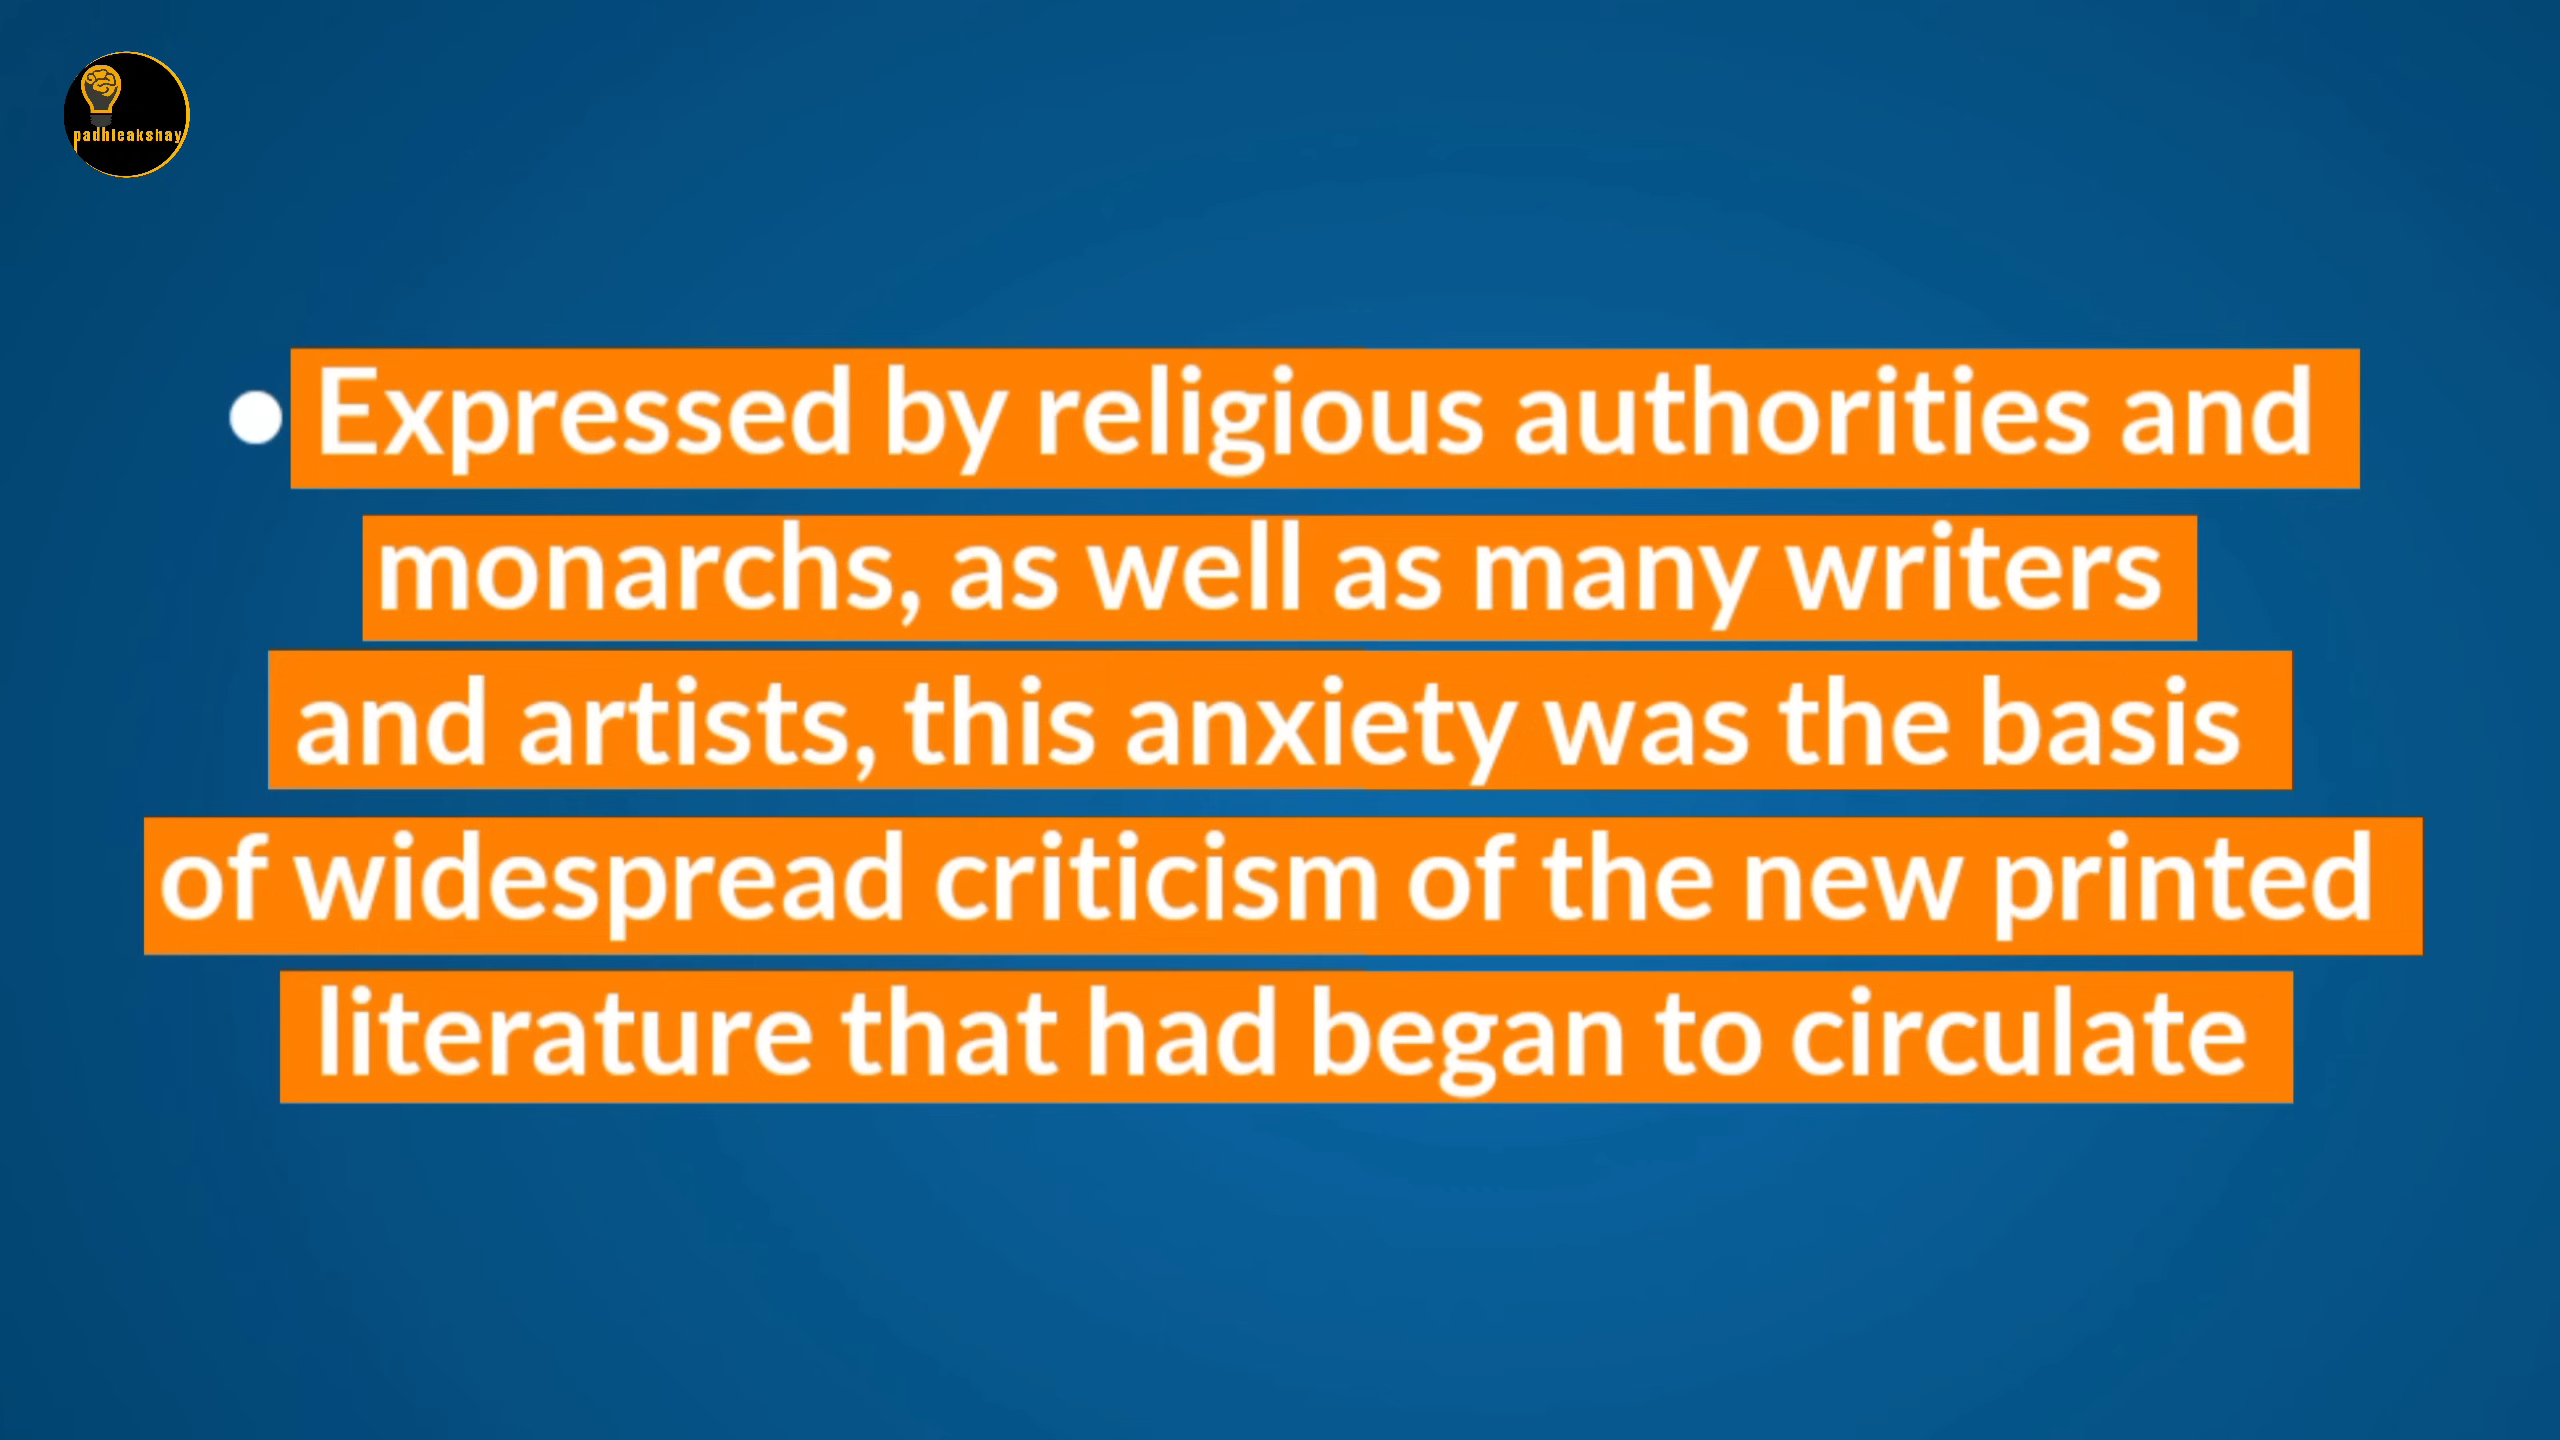 padhleakshay
• Expressed by religious authorities and
monarchs, as well as many writers
and artists, this anxiety was the basis
of widespread criticism of the new printed
literature that had began to circulate